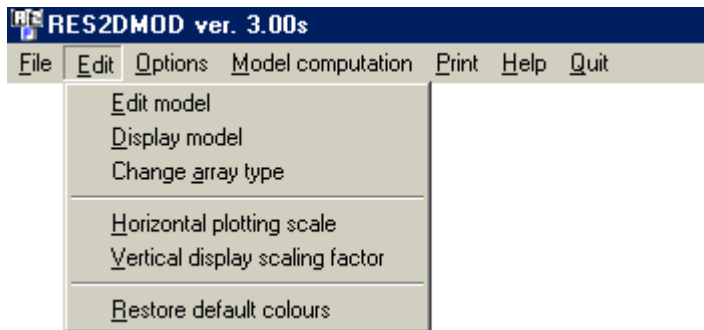 RES2DMOD ver. 3.00s
File Edit Options Model computation Print Help Quit
Edit model
Display model
Change array type
Horizontal plotting scale
Vertical display scaling factor
Restore default colours